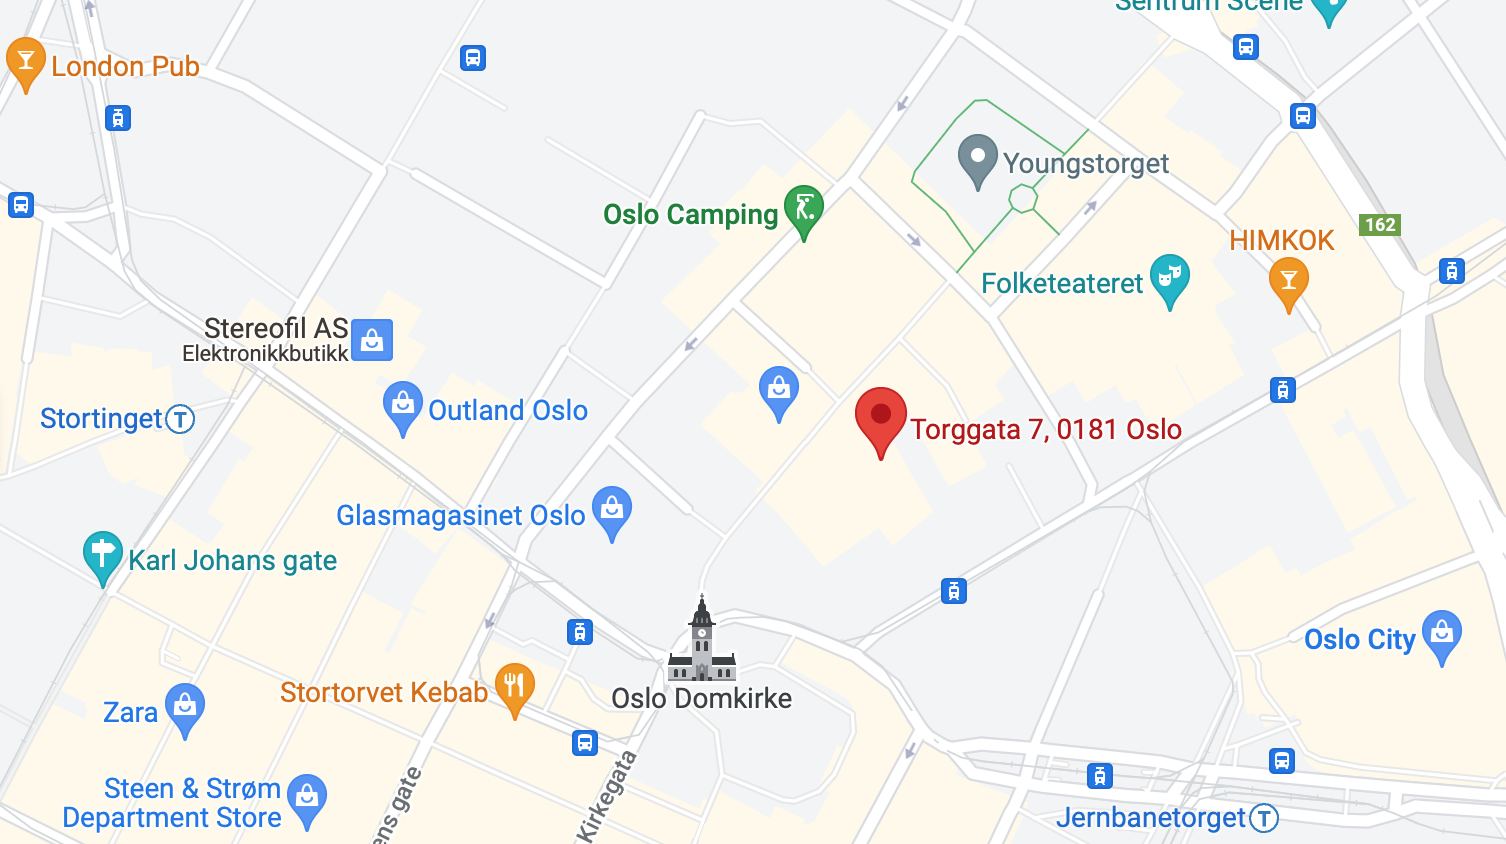 Sentrum Scene
London Pub
Youngstorget
Oslo Camping
162
HIMKOK
Folketeateret
Stereofil AS
Elektronikkbutikk
Stortinget T
Outland Oslo
Torggata 7, 0181 Oslo
Glasmagasinet Oslo
Karl Johans gate
Oslo City
Stortorvet Kebab
Oslo Domkirke
Zara
Steen & Strøm
Department Store
ens gate
Kirkegata
Jernbanetorget T